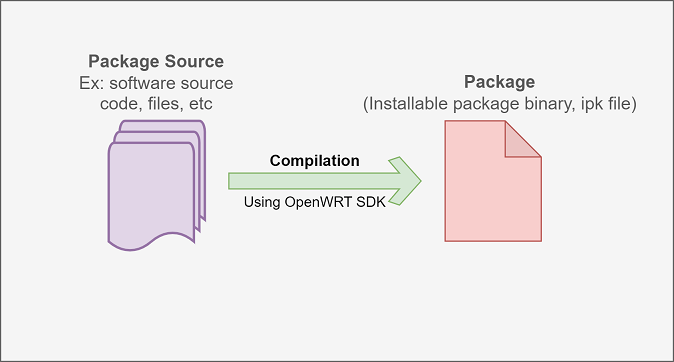 Package Source
Ex: software source
code, files, etc
Package
(Installable package binary, ipk file)
Compilation
Using OpenWRT SDK